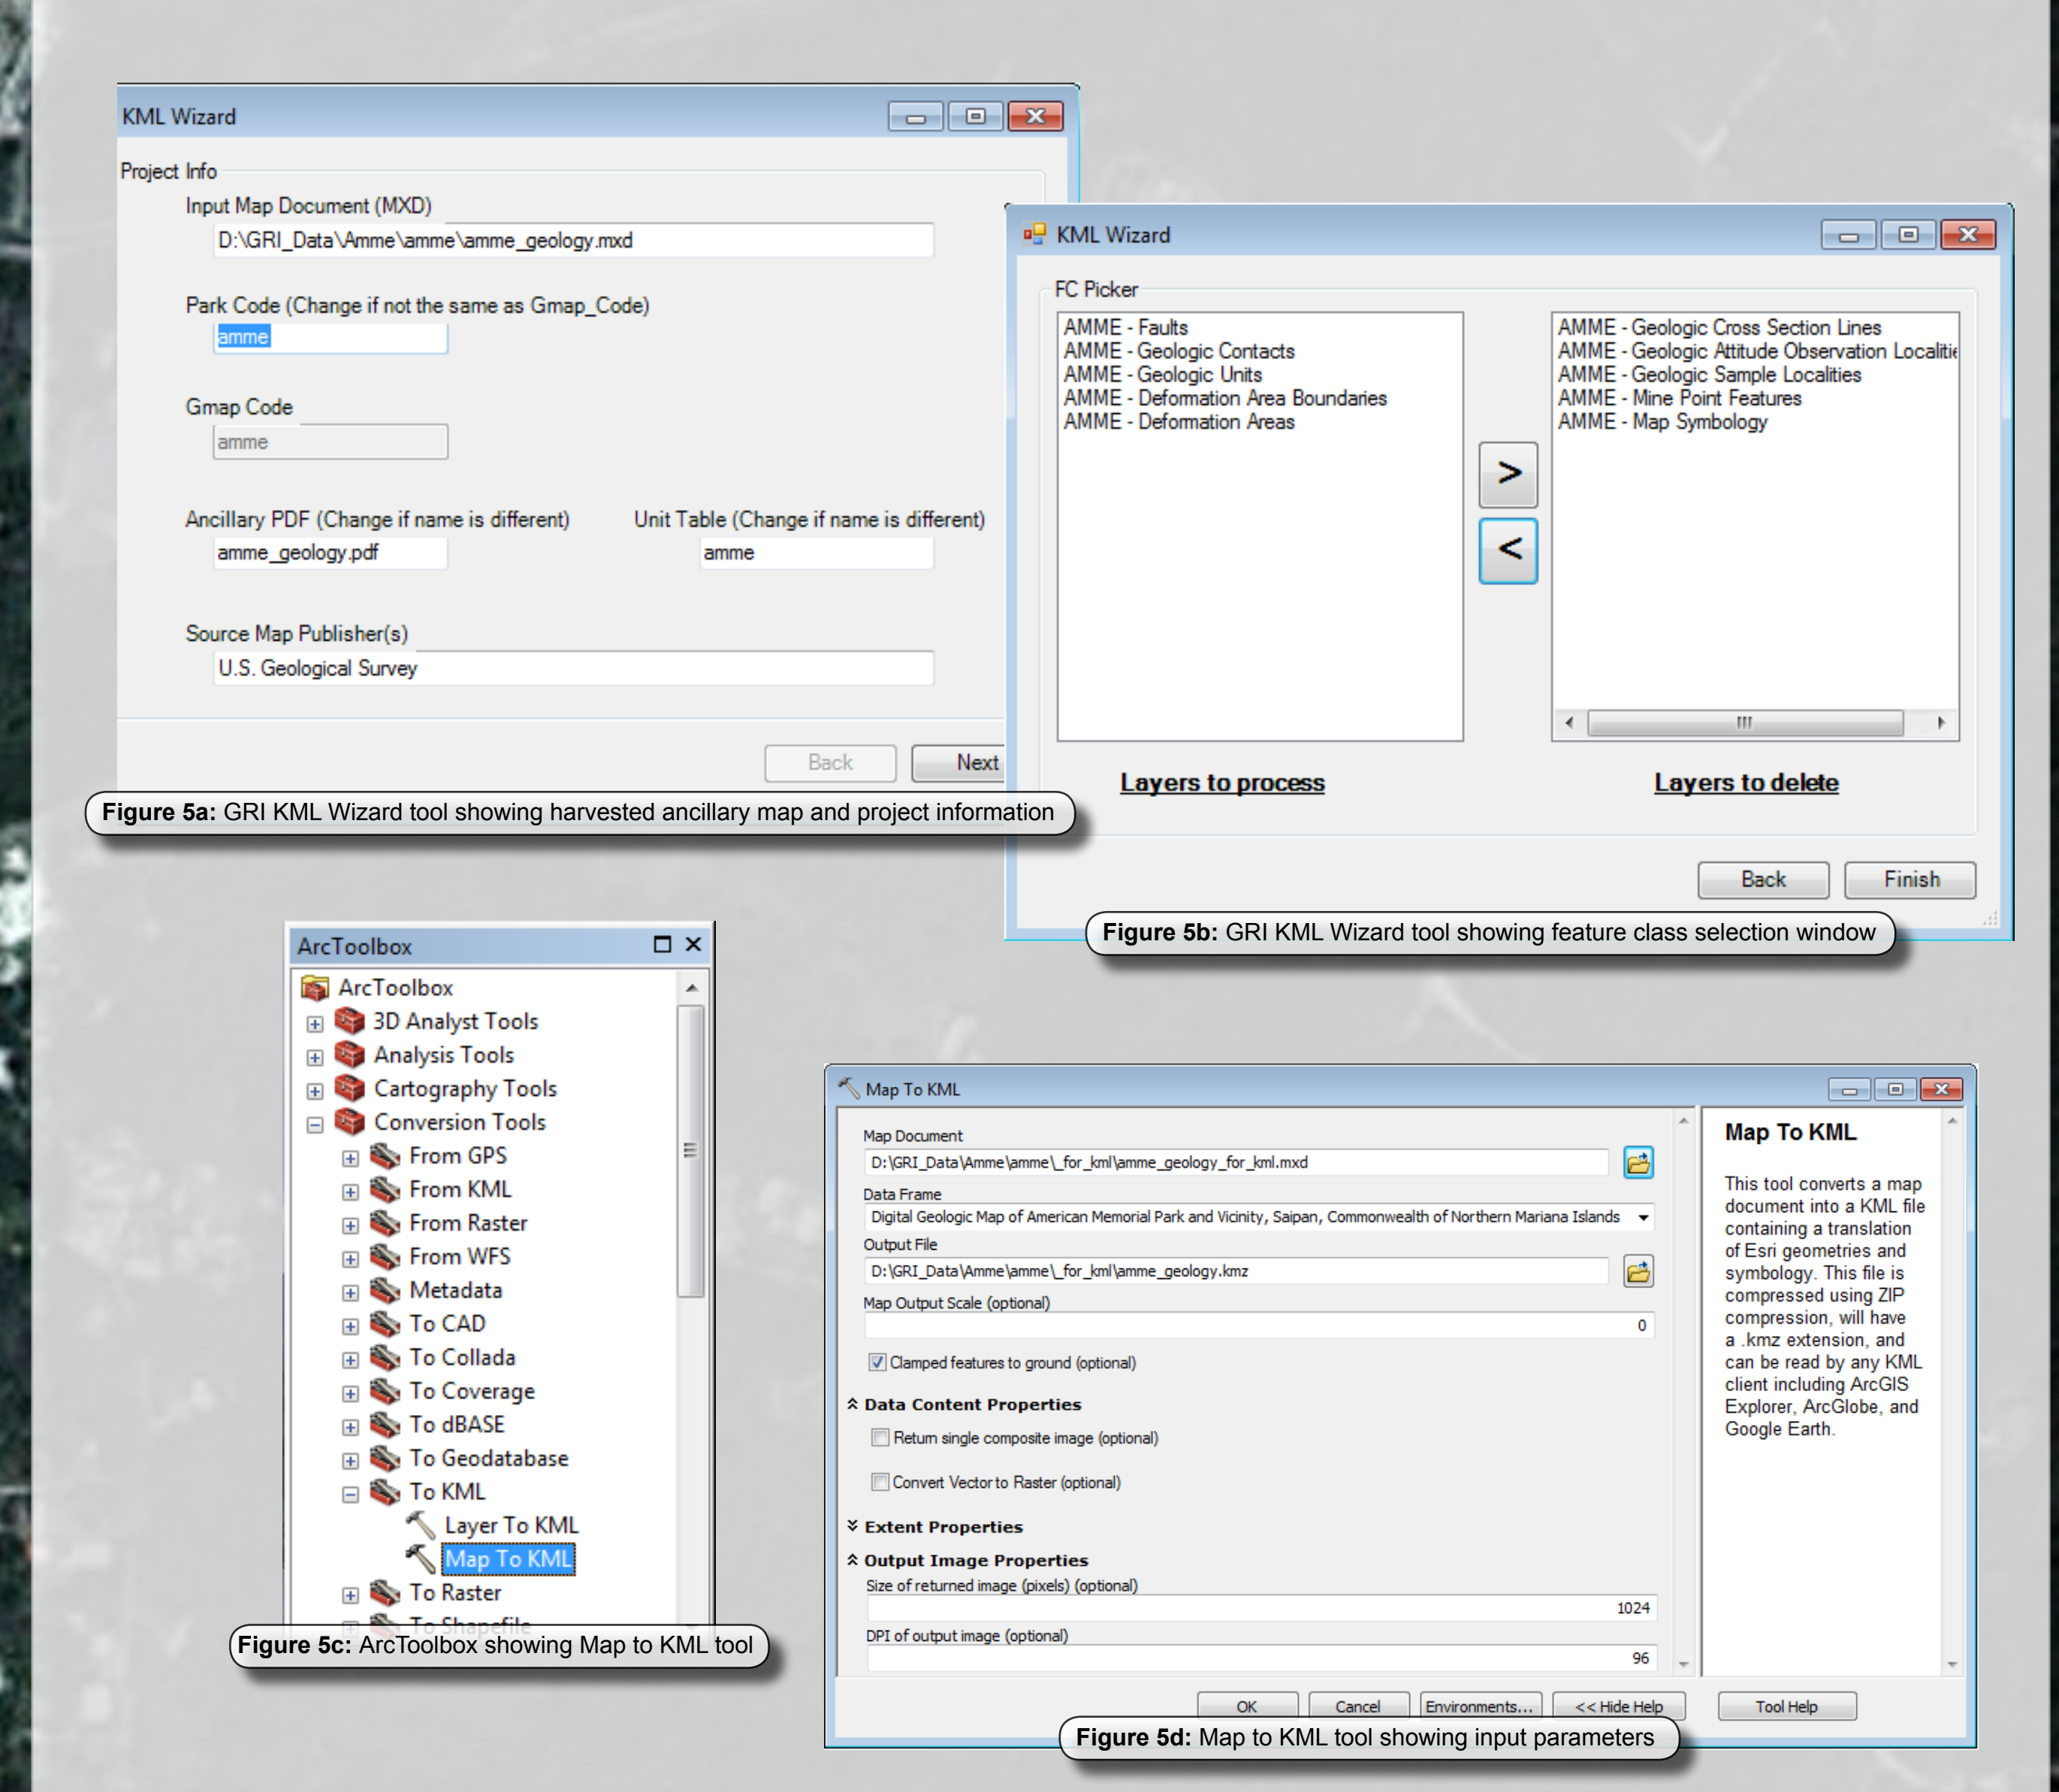 KML Wizard
Project Info
Input Map Document (MXD)
D:\GRI_Data\Amme\amme\amme_geology.mxd
Park Code (Change if not the same as Gmap_Code)
amme
Gmap Code
amme
Ancillary PDF (Change if name is different)
amme_geology.pdf
Unit Table (Change if name is different)
amme
Source Map Publisher(s)
U.S. Geological Survey
Back
Next
Figure 5a: GRI KML Wizard tool showing harvested ancillary map and project information
KML Wizard
FC Picker
AMME - Faults
AMME - Geologic Contacts
AMME - Geologic Units
AMME - Deformation Area Boundaries
AMME - Deformation Areas
>
<
AMME - Geologic Cross Section Lines
AMME - Geologic Attitude Observation Localitie
AMME - Geologic Sample Localities
AMME - Mine Point Features
AMME - Map Symbology
Layers to process
Layers to delete
Back
Finish
Figure 5b: GRI KML Wizard tool showing feature class selection window
ArcToolbox
ArcToolbox
3D Analyst Tools
Analysis Tools
Cartography Tools
Conversion Tools
From GPS
From KML
From Raster
From WFS
Metadata
To CAD
To Collada
To Coverage
To dBASE
To Geodatabase
To KML
Layer To KML
Map To KML
To Raster
To Shapefile
Figure 5c: ArcToolbox showing Map to KML tool
Map To KML
Map Document
D:\GRI_Data\Amme\amme\_for_kml\amme_geology_for_kml.mxd
Data Frame
Digital Geologic Map of American Memorial Park and Vicinity, Saipan, Commonwealth of Northern Mariana Islands
Output File
D:\GRI_Data\Amme\amme\_for_kml\amme_geology.kmz
Map Output Scale (optional)
0
Clamped features to ground (optional)
Data Content Properties
Return single composite image (optional)
Convert Vector to Raster (optional)
Extent Properties
Output Image Properties
Size of returned image (pixels) (optional)
1024
DPI of output image (optional)
96
Map To KML
This tool converts a map
document into a KML file
containing a translation
of Esri geometries and
symbology. This file is
compressed using ZIP
compression, will have
a .kmz extension, and
can be read by any KML
client including ArcGIS
Explorer, ArcGlobe, and
Google Earth.
OK
Cancel
Environments...
<< Hide Help
Tool Help
Figure 5d: Map to KML tool showing input parameters